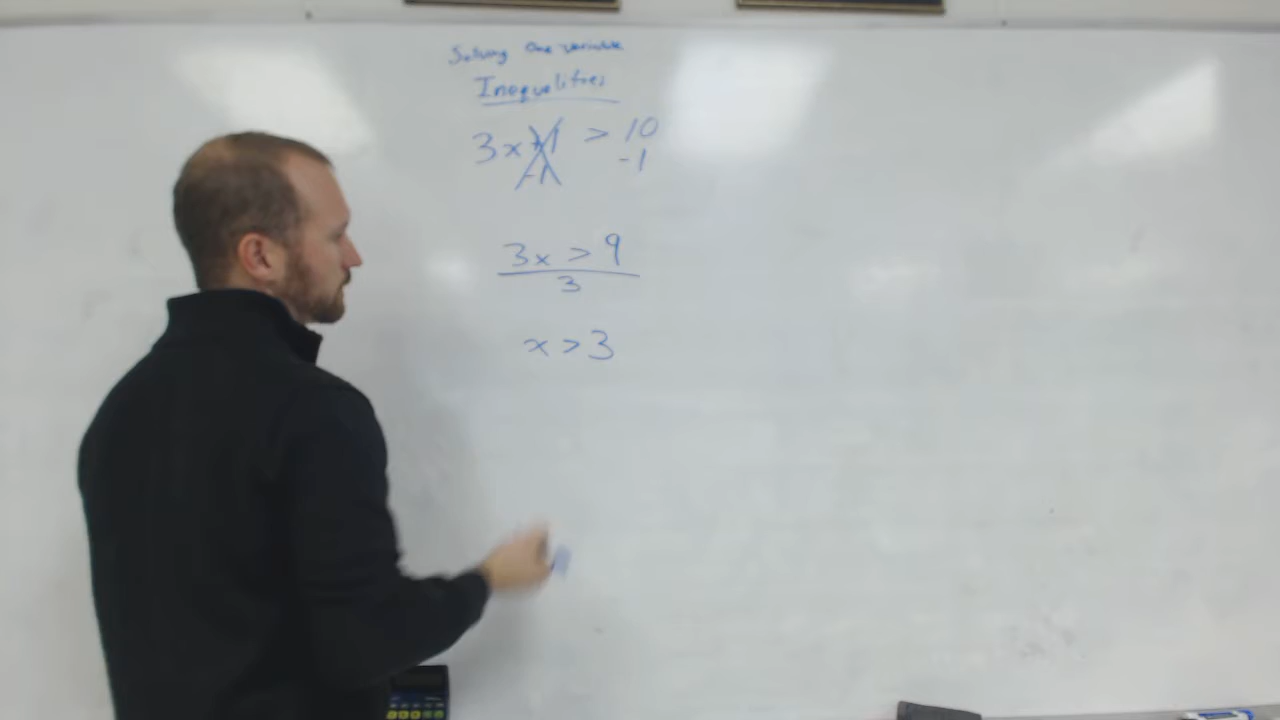 Solving One Variable
Inequalities
3x +1 > 10
-1 -1
3x > 9
3
x > 3